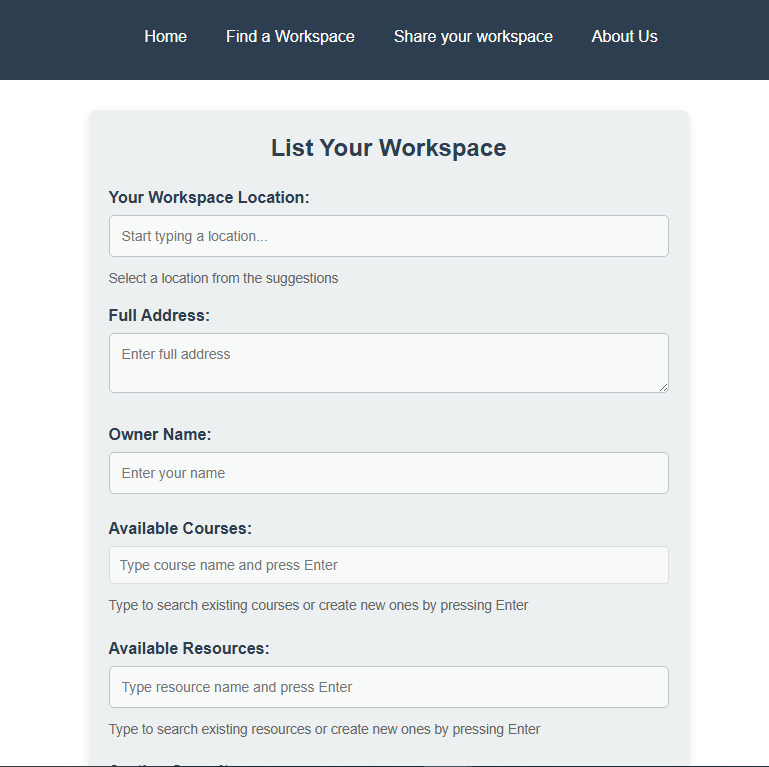 Home Find a Workspace Share your workspace About Us
List Your Workspace
Your Workspace Location:
Start typing a location...
Select a location from the suggestions
Full Address:
Enter full address
Owner Name:
Enter your name
Available Courses:
Type course name and press Enter
Type to search existing courses or create new ones by pressing Enter
Available Resources:
Type resource name and press Enter
Type to search existing resources or create new ones by pressing Enter